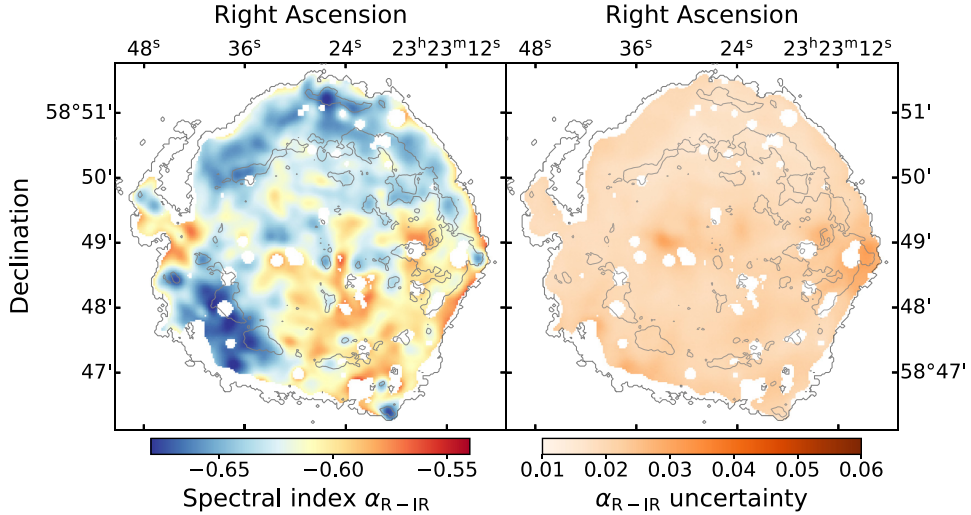 Right Ascension Right Ascension
48ˢ 36ˢ 24ˢ 23ʰ23ᵐ12ˢ 48ˢ 36ˢ 24ˢ 23ʰ23ᵐ12ˢ
58°51' 51'
50' 50'
49' 49'
48' 48'
47' 58°47'
Declination
−0.65 −0.60 −0.55 0.01 0.02 0.03 0.04 0.05 0.06
Spectral index α_R−IR α_R−IR uncertainty